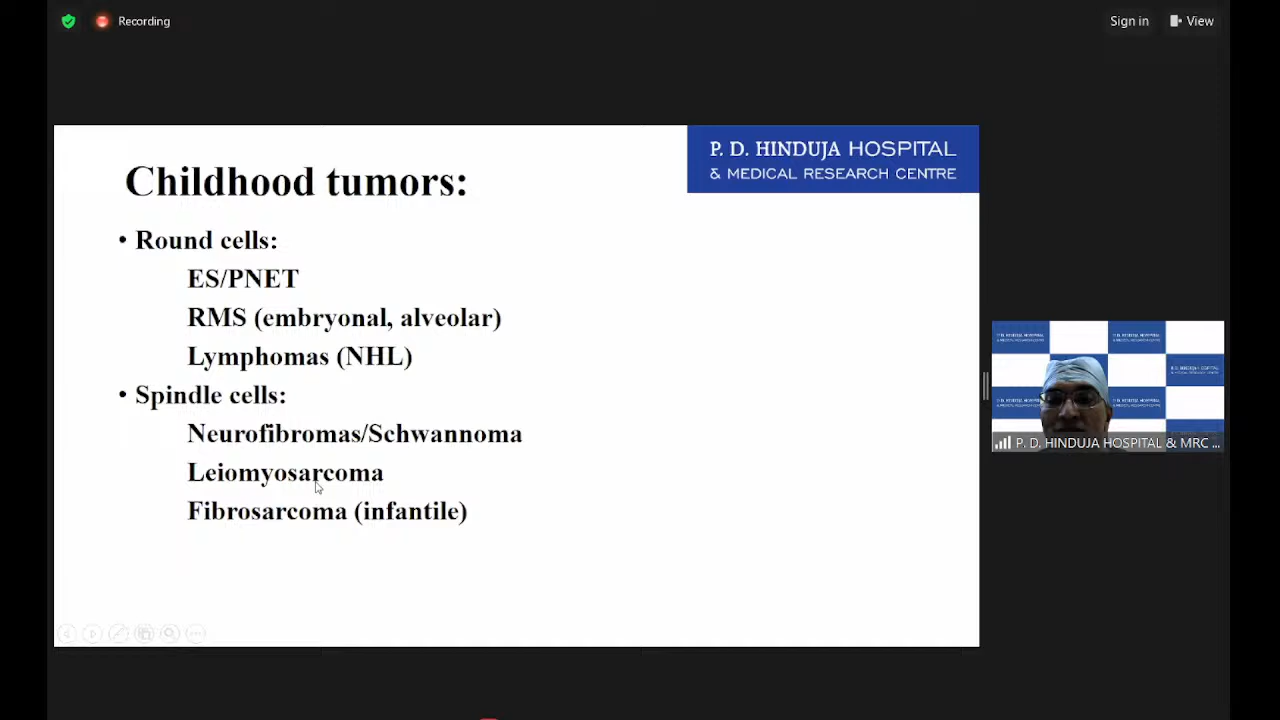 Recording
Sign in
View
P. D. HINDUJA HOSPITAL
& MEDICAL RESEARCH CENTRE
Childhood tumors:
• Round cells:
ES/PNET
RMS (embryonal, alveolar)
Lymphomas (NHL)
• Spindle cells:
Neurofibromas/Schwannoma
Leiomyosarcoma
Fibrosarcoma (infantile)
P. D. HINDUJA HOSPITAL & MRC ...